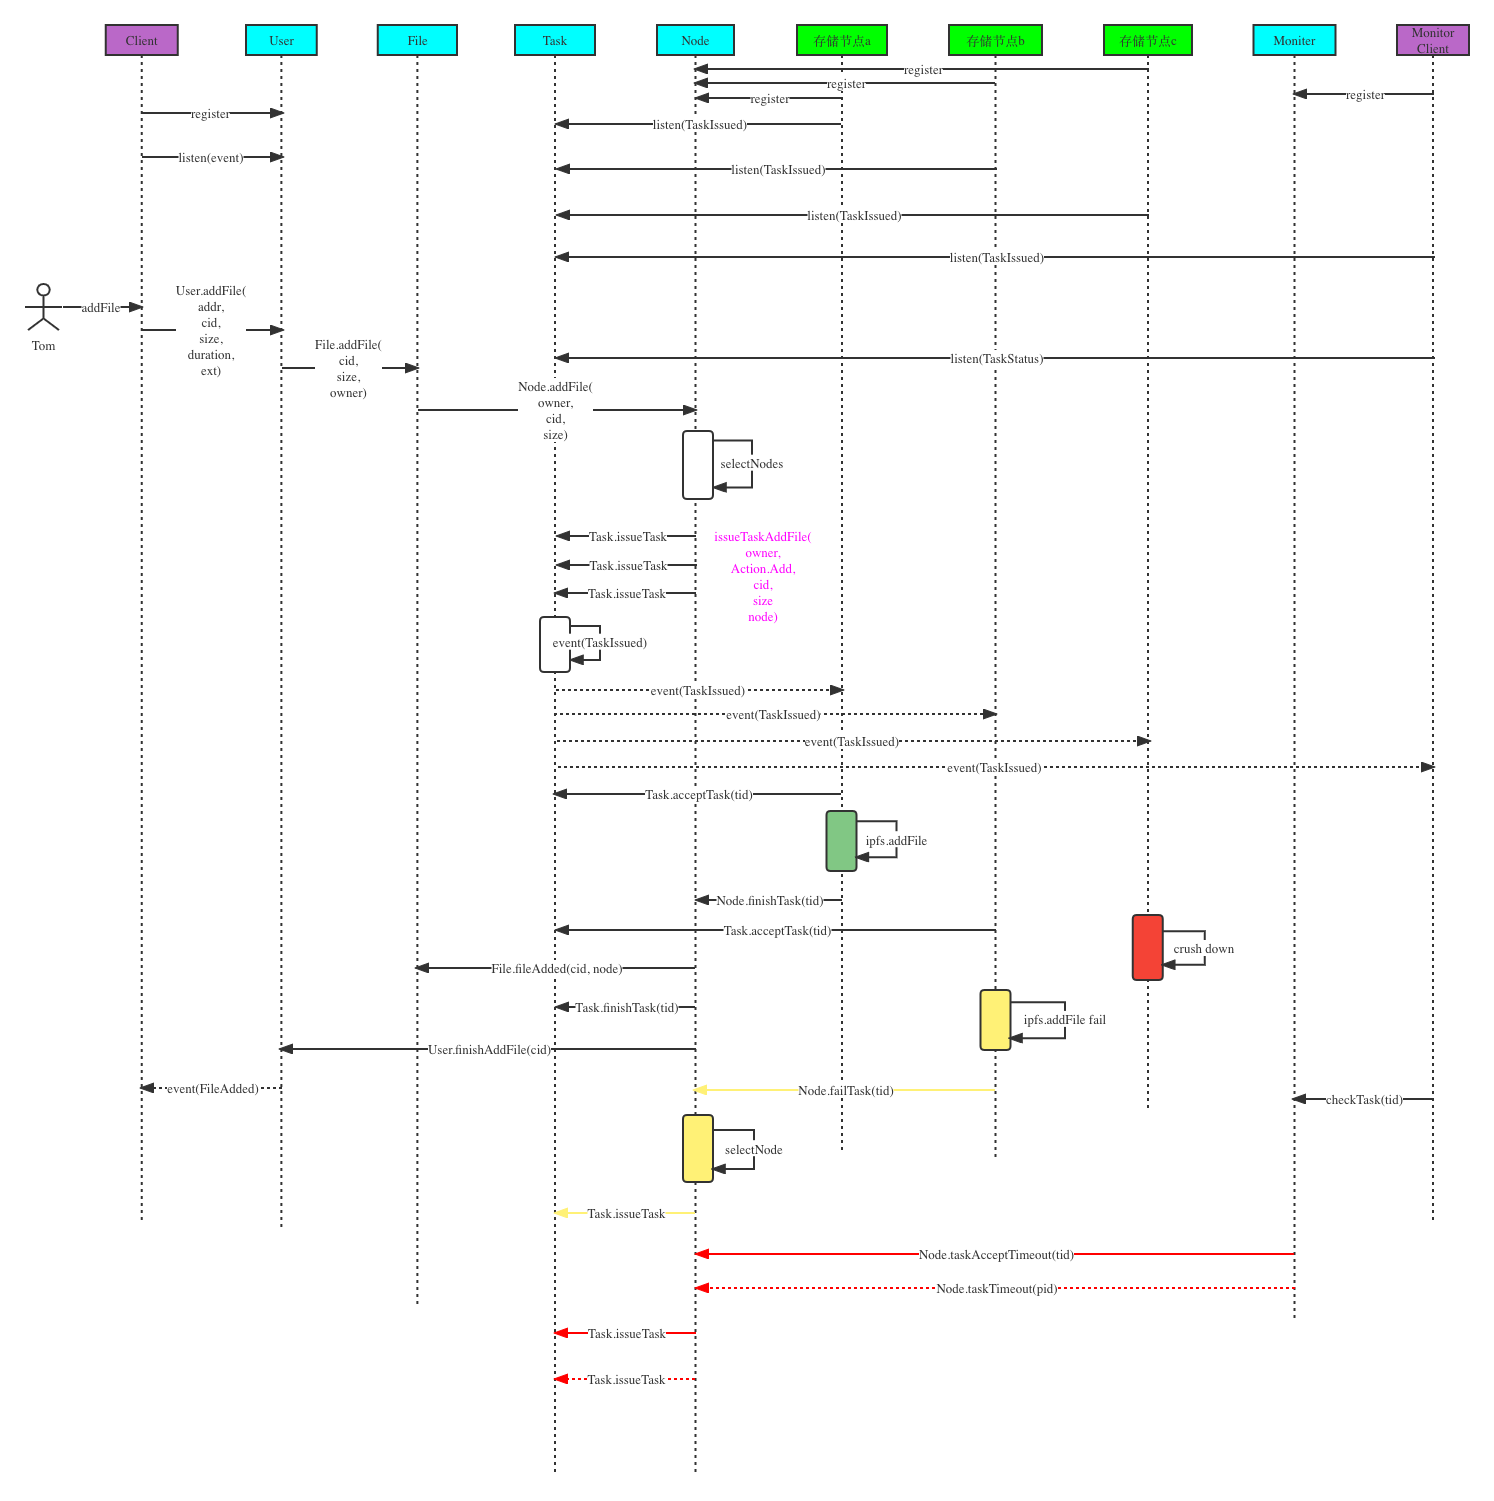 Client
User
File
Task
Node
存储节点a
存储节点b
存储节点c
Moniter
Monitor
Client
register
register
register
register
register
listen(TaskIssued)
listen(event)
listen(TaskIssued)
listen(TaskIssued)
listen(TaskIssued)
addFile
Tom
User.addFile(
addr,
cid,
size,
duration,
ext)
File.addFile(
cid,
size,
owner)
listen(TaskStatus)
Node.addFile(
owner,
cid,
size)
selectNodes
Task.issueTask
Task.issueTask
Task.issueTask
issueTaskAddFile(
owner,
Action.Add,
cid,
size
node)
event(TaskIssued)
event(TaskIssued)
event(TaskIssued)
event(TaskIssued)
event(TaskIssued)
Task.acceptTask(tid)
ipfs.addFile
Node.finishTask(tid)
Task.acceptTask(tid)
crush down
File.fileAdded(cid, node)
Task.finishTask(tid)
ipfs.addFile fail
User.finishAddFile(cid)
event(FileAdded)
Node.failTask(tid)
checkTask(tid)
selectNode
Task.issueTask
Node.taskAcceptTimeout(tid)
Node.taskTimeout(pid)
Task.issueTask
Task.issueTask